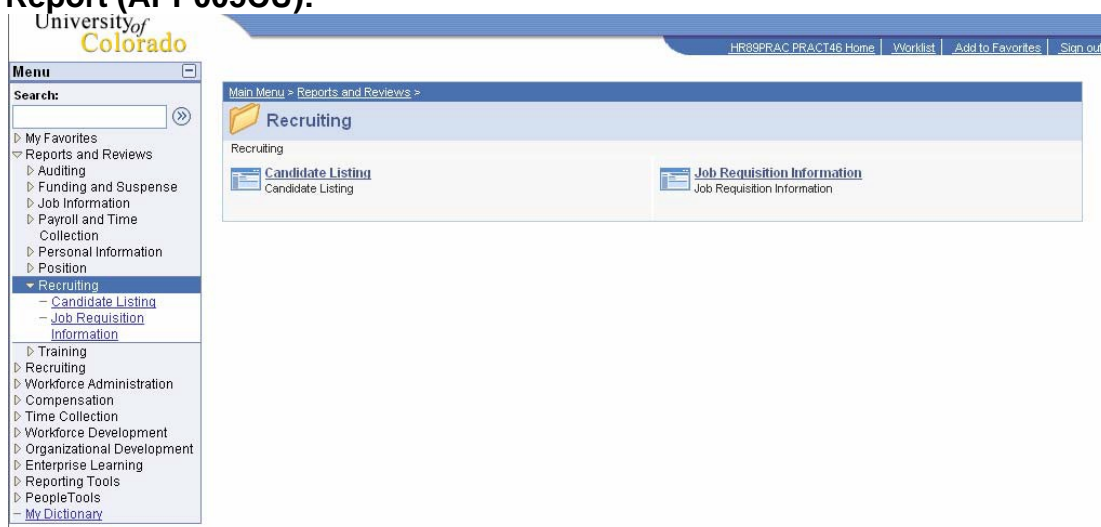 University of
Colorado
HR89PRAC PRACT46 Home | Worklist | Add to Favorites | Sign out
Menu
Search:
My Favorites
Reports and Reviews
Auditing
Funding and Suspense
Job Information
Payroll and Time
Collection
Personal Information
Position
Recruiting
Candidate Listing
Job Requisition
Information
Training
Recruiting
Workforce Administration
Compensation
Time Collection
Workforce Development
Organizational Development
Enterprise Learning
Reporting Tools
PeopleTools
My Dictionary
Main Menu > Reports and Reviews >
Recruiting
Recruiting
Candidate Listing
Candidate Listing
Job Requisition Information
Job Requisition Information